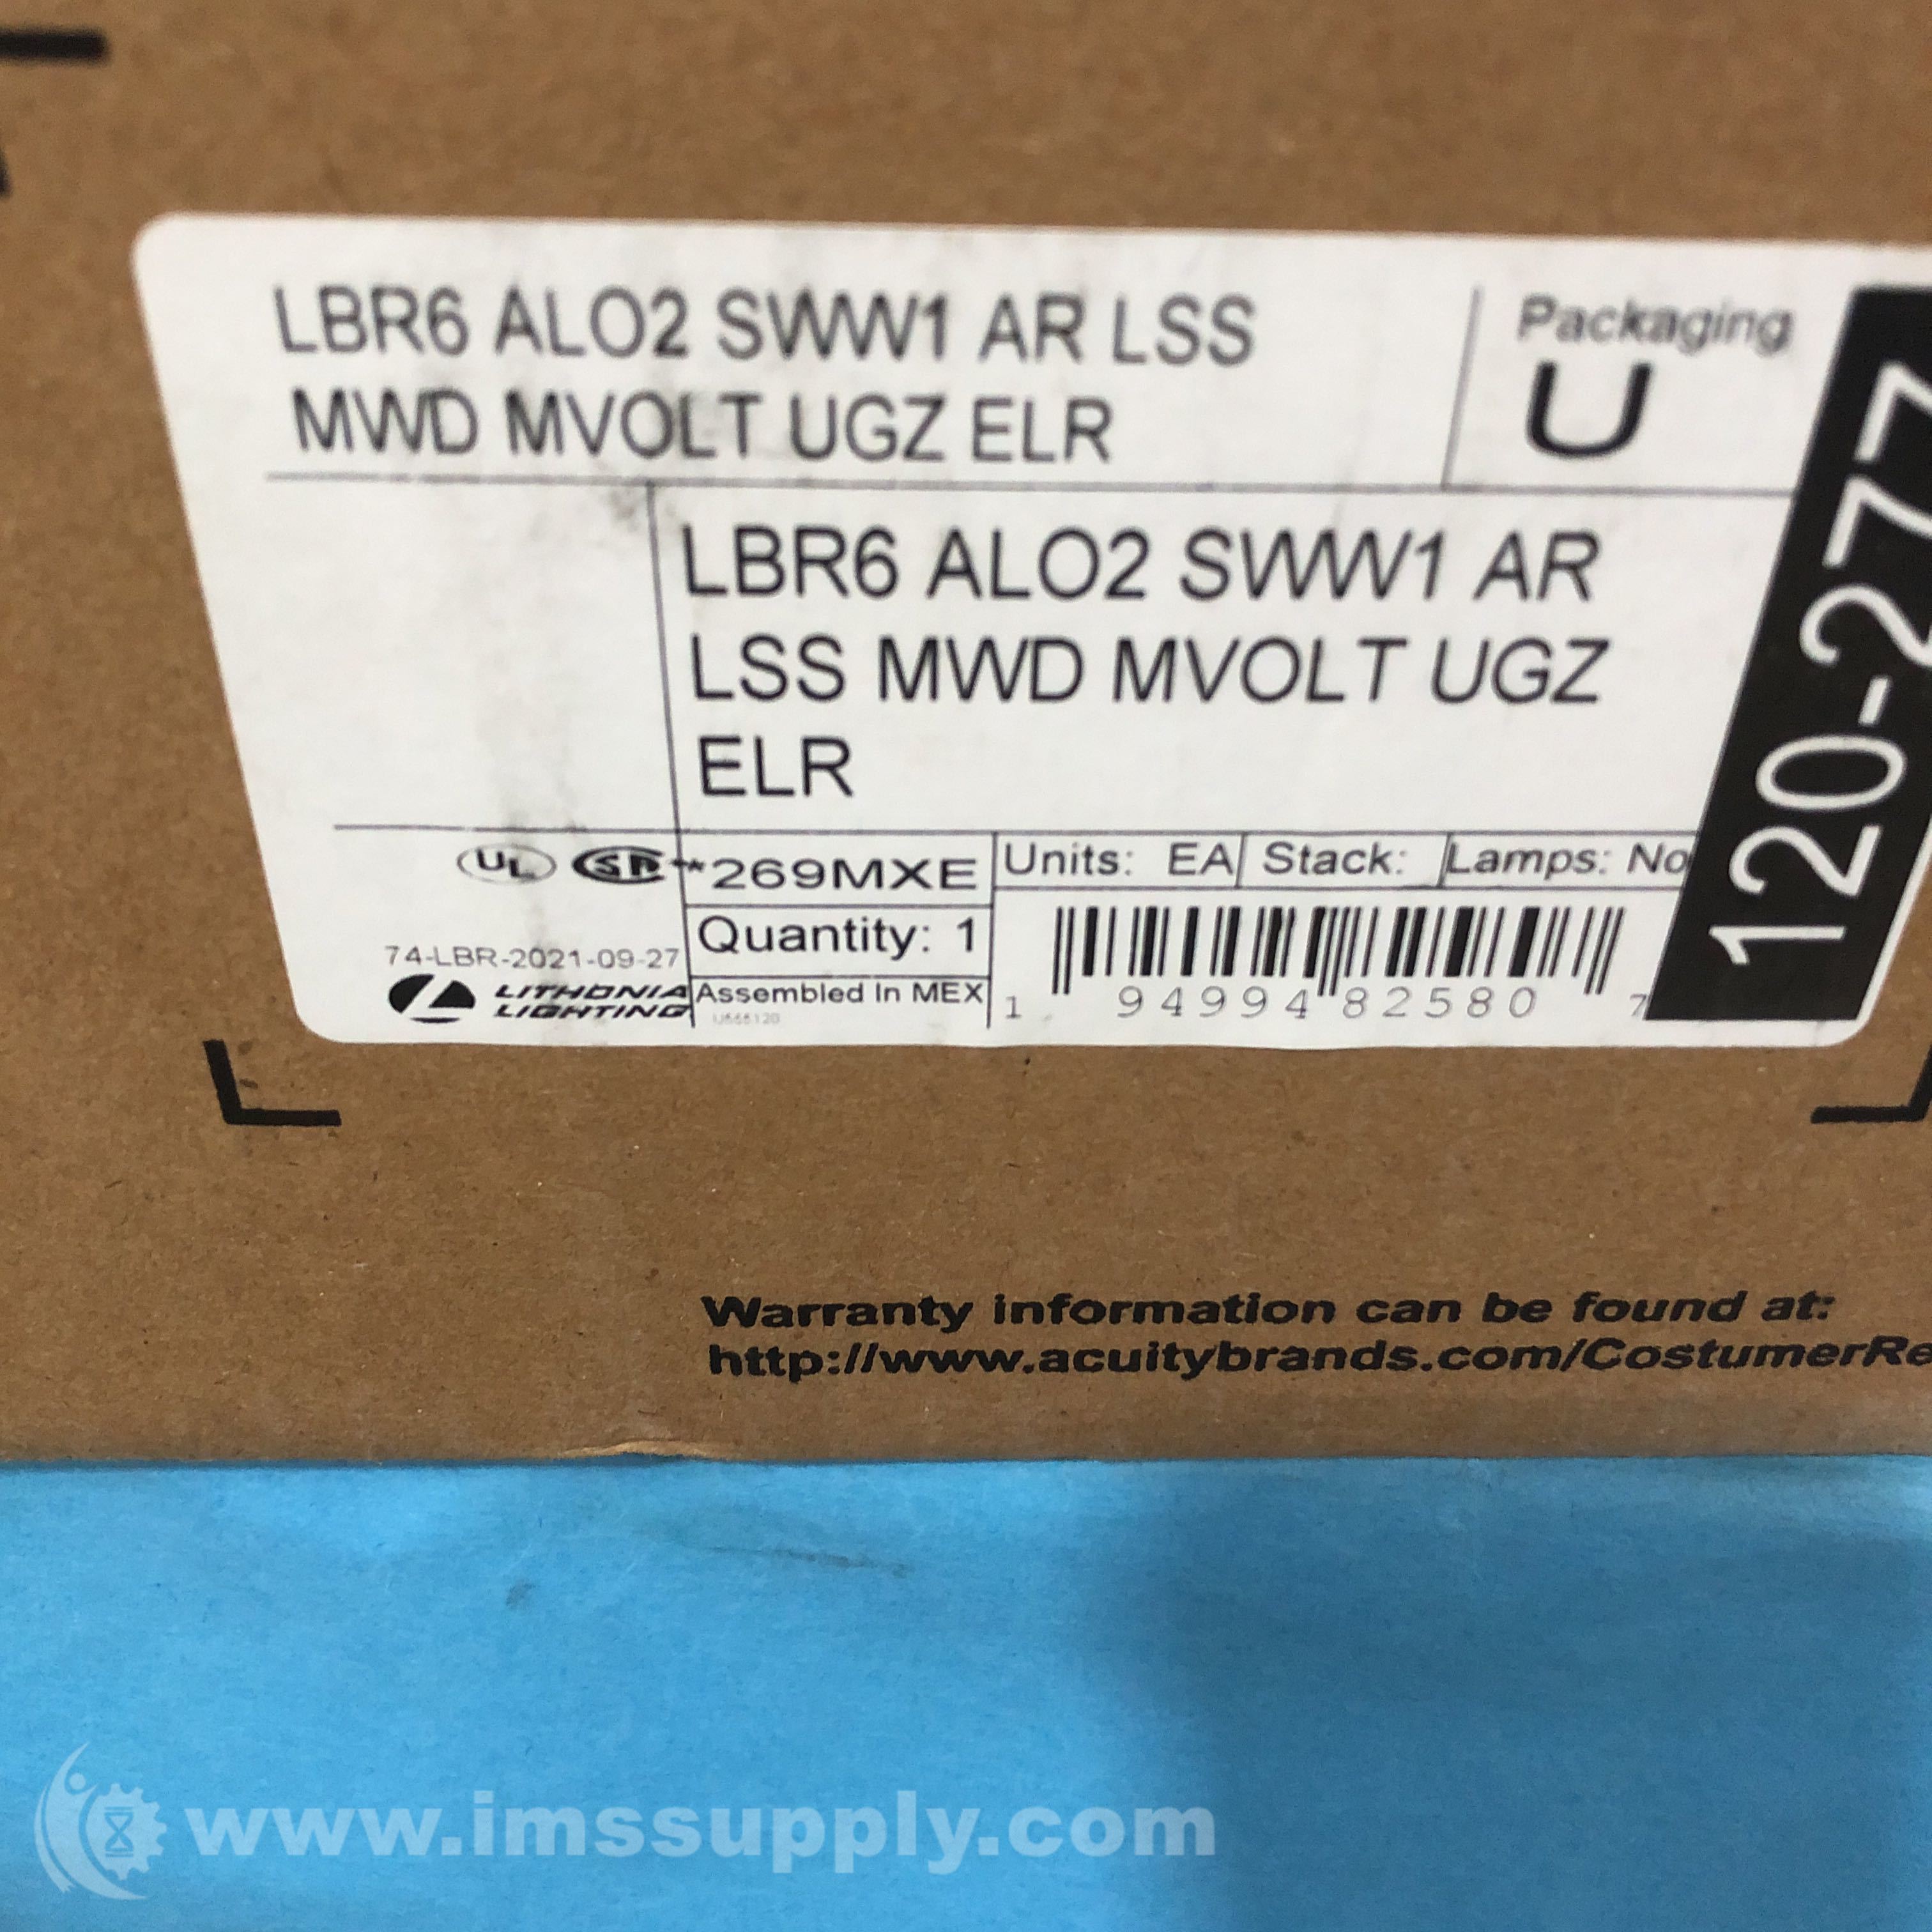 LBR6 ALO2 SWW1 AR LSS
MWD MVOLT UGZ ELR
Packaging
U
120-277
LBR6 ALO2 SWW1 AR
LSS MWD MVOLT UGZ
ELR
UL
*269MXE
Units: EA
Stack:
Lamps: No
Quantity: 1
74-LBR-2021-09-27
LITHONIA
LIGHTING
Assembled In MEX
1 94994 82580 7
Warranty information can be found at:
http://www.acuitybrands.com/CostumerRe
www.imssupply.com